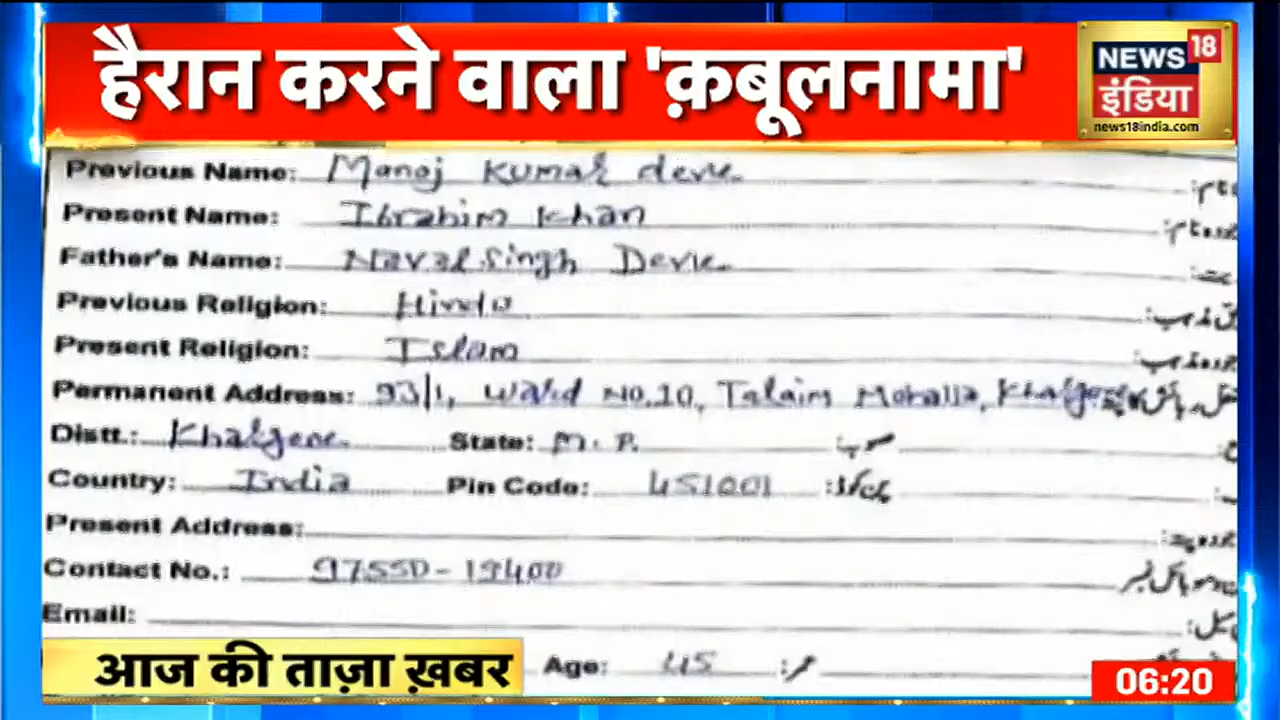 हैरान करने वाला 'क़बूलनामा'
NEWS 18
इंडिया
news18india.com
Previous Name: Manoj Kumar deve
Present Name: Ibrahim Khan
Father's Name: Naval Singh Deve
Previous Religion: Hindo
Present Religion: Islam
Permanent Address: 93/1, Ward No.10, Talaim Mohalla,
Distt.: State: M.P.
Country: India Pin Code: 451001
Present Address:
Contact No.: 97550-19400
Email:
आज की ताज़ा ख़बर
Age: 45
06:20